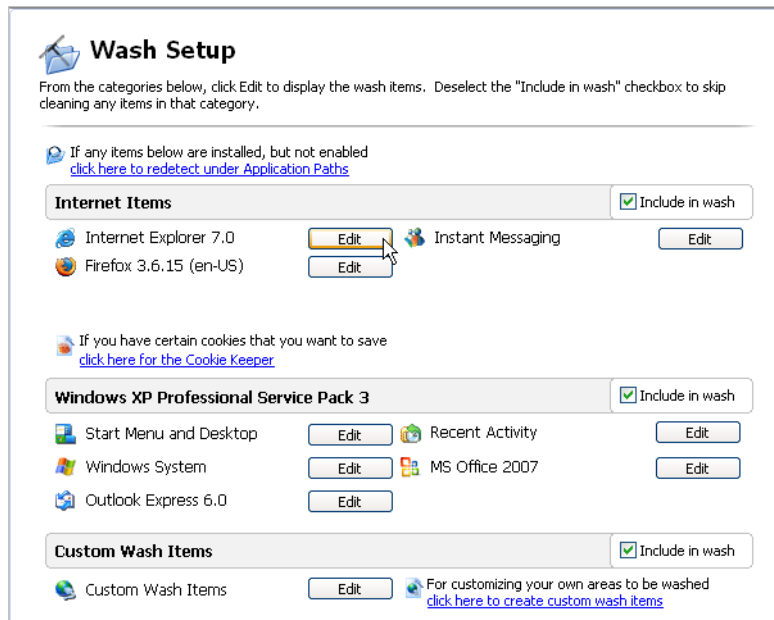 Wash Setup
From the categories below, click Edit to display the wash items. Deselect the "Include in wash" checkbox to skip
cleaning any items in that category.
If any items below are installed, but not enabled
click here to redetect under Application Paths
Internet Items
Include in wash
Internet Explorer 7.0
Edit
Instant Messaging
Edit
Firefox 3.6.15 (en-US)
Edit
If you have certain cookies that you want to save
click here for the Cookie Keeper
Windows XP Professional Service Pack 3
Include in wash
Start Menu and Desktop
Edit
Recent Activity
Edit
Windows System
Edit
MS Office 2007
Edit
Outlook Express 6.0
Edit
Custom Wash Items
Include in wash
Custom Wash Items
Edit
For customizing your own areas to be washed
click here to create custom wash items